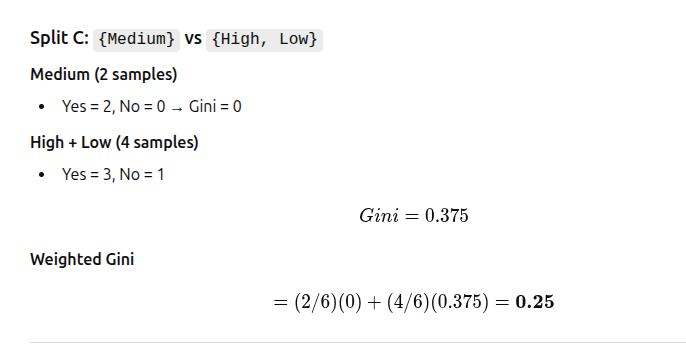 Split C: {Medium} vs {High, Low}
Medium (2 samples)
• Yes = 2, No = 0 → Gini = 0
High + Low (4 samples)
• Yes = 3, No = 1
Gini = 0.375
Weighted Gini
= (2/6)(0) + (4/6)(0.375) = 0.25